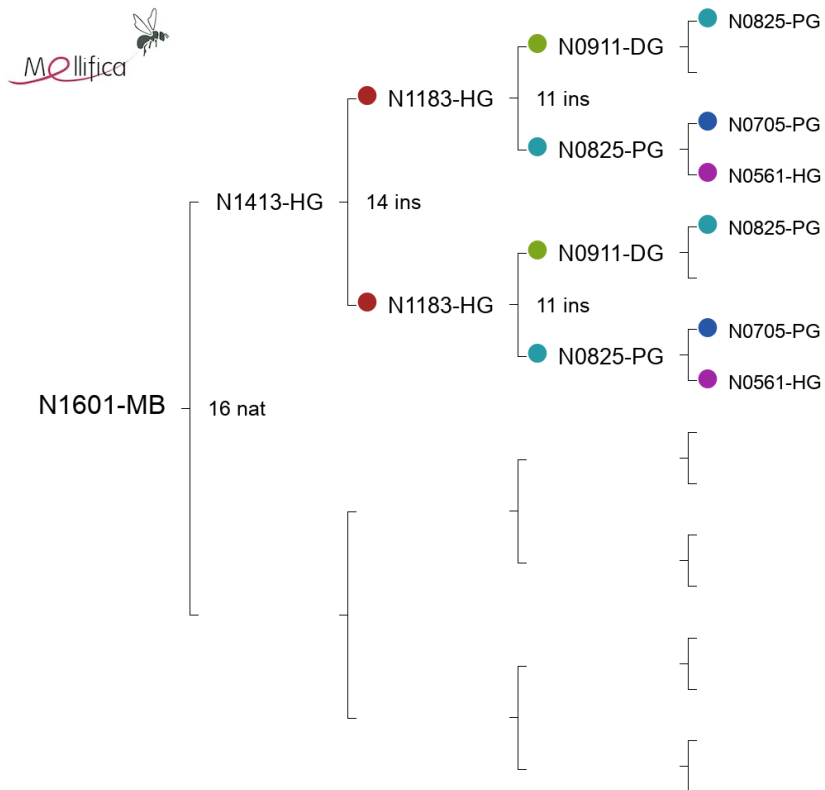 Mellifica
N0825-PG
N0911-DG
11 ins
N1183-HG
N0705-PG
N0825-PG
N0561-HG
N1413-HG
14 ins
N0825-PG
N0911-DG
N1183-HG
11 ins
N0705-PG
N0825-PG
N0561-HG
N1601-MB
16 nat